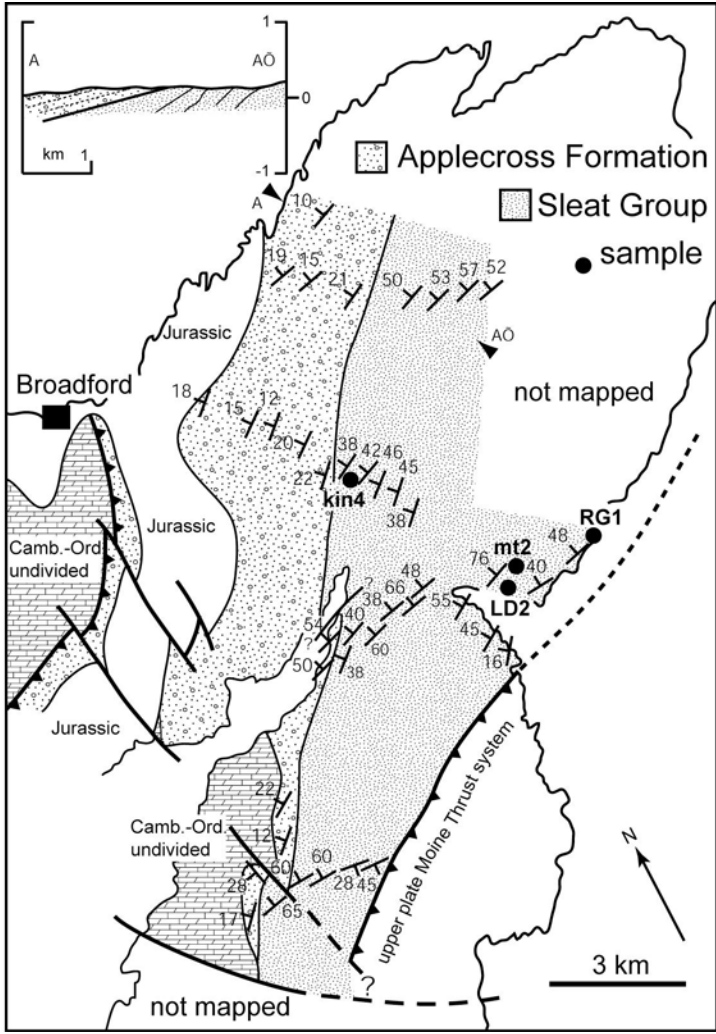 1
A
AŌ
0
km 1
-1
Applecross Formation
Sleat Group
sample
A
10
19
15
21
50
53
57
52
AŌ
Jurassic
Broadford
not mapped
18
15
12
20
22
38
42
46
45
38
kin4
RG1
48
mt2
76
40
LD2
Jurassic
Camb.-Ord.
undivided
?
48
66
38
55
40
54
60
50
38
45
16
Jurassic
upper plate Moine Thrust system
22
Camb.-Ord.
undivided
12
60
60
28
28
45
65
17
N
?
3 km
not mapped